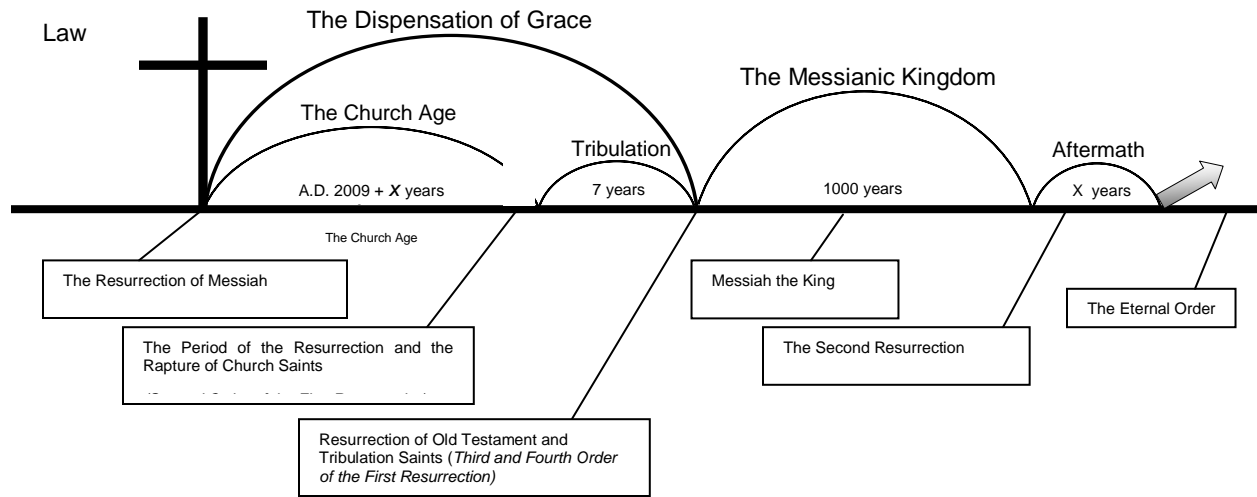 Law
The Dispensation of Grace
The Messianic Kingdom
The Church Age
Tribulation
Aftermath
A.D. 2009 + X years
7 years
1000 years
X years
The Church Age
The Resurrection of Messiah
Messiah the King
The Eternal Order
The Period of the Resurrection and the
Rapture of Church Saints
The Second Resurrection
Resurrection of Old Testament and
Tribulation Saints (Third and Fourth Order
of the First Resurrection)